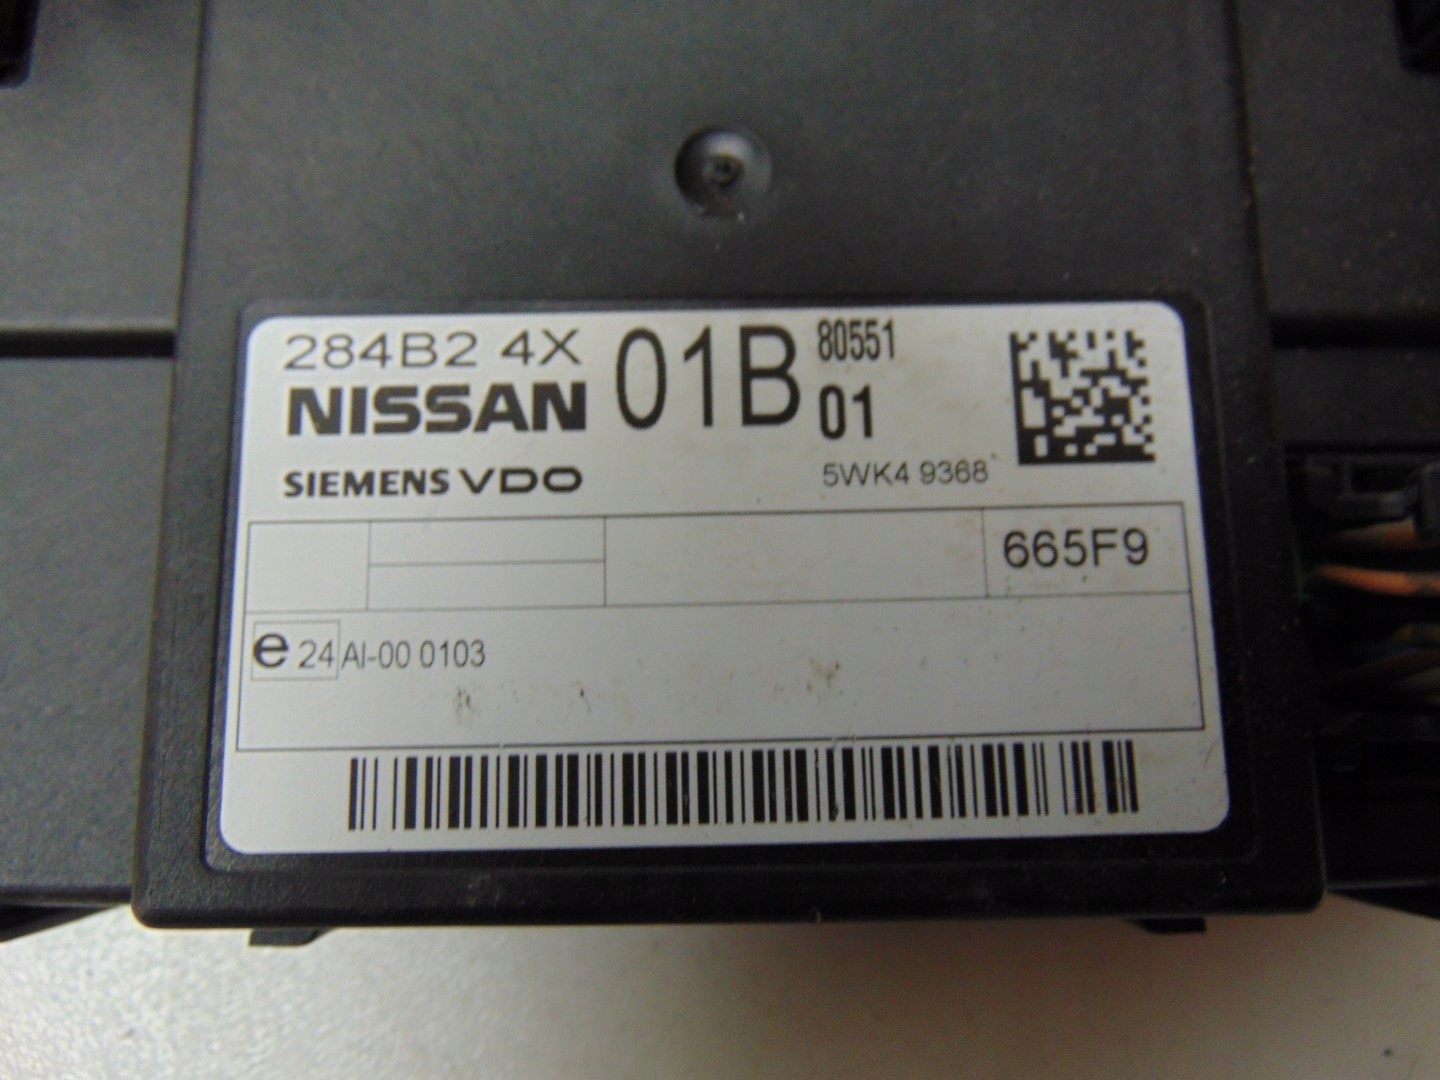 284B2 4X 01B 80551
NISSAN 01
SIEMENS VDO 5WK4 9368
665F9
e 24 AI-00 0103